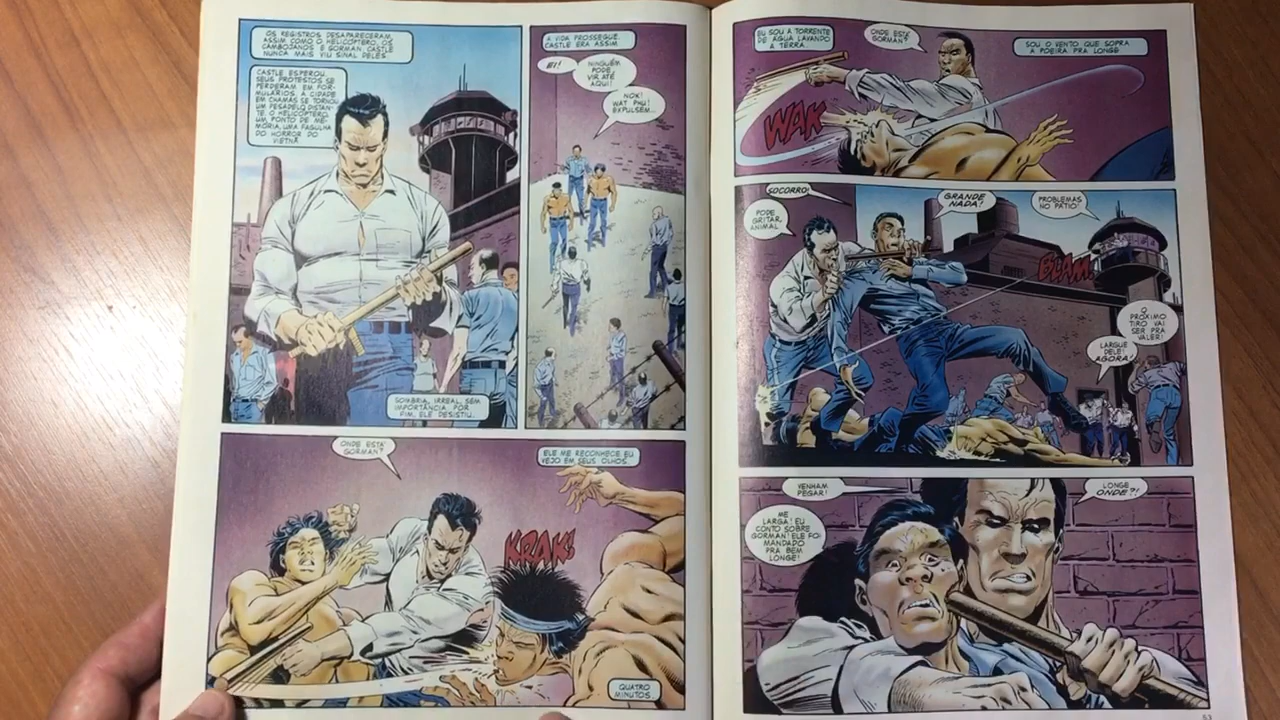 OS REGISTROS DESAPARECERAM,
ASSIM COMO O HELICÓPTERO, OS
CAMBOJANOS E GORMAN. CASTLE
NUNCA MAIS VIU SINAL DELES.
CASTLE ESPEROU.
SEUS PROTESTOS SE
PERDERAM EM FOR-
MULÁRIOS. A CIDADE
EM CHAMAS SE TORNOU
UM PESADELO DISTAN-
TE. O HELICÓPTERO,
UM PONTO DE ME-
MÓRIA, UMA FAGULHA
DO HORROR DO
VIETNÃ
SOMBRIA, IRREAL, SEM
IMPORTÂNCIA. POR
FIM, ELE DESISTIU.
A VIDA PROSSEGUE.
CASTLE ERA ASSIM
EI!
NINGUÉM
PODE
VIR ATÉ
AQUI!
NOK!
WAT PHU!
EXPULSEM...
ONDE ESTÁ
GORMAN?
ELE ME RECONHECE. EU
VEJO EM SEUS OLHOS.
KRAK!
QUATRO
MINUTOS.
EU SOU A TORRENTE
DE ÁGUA LAVANDO
A TERRA.
ONDE ESTÁ
GORMAN?
SOU O VENTO QUE SOPRA
A POEIRA PRA LONGE
WAK
SOCORRO!
PODE
GRITAR,
ANIMAL.
GRANDE
NADA!
PROBLEMAS
NO PÁTIO!
BLAM!
O
PRÓXIMO
TIRO VAI
SER PRA
VALER!
LARGUE
DELE!
AGORA!
VENHAM
PEGAR!
ME
LARGA! EU
CONTO SOBRE
GORMAN! ELE FOI
MANDADO
PRA BEM
LONGE!
LONGE
ONDE?!